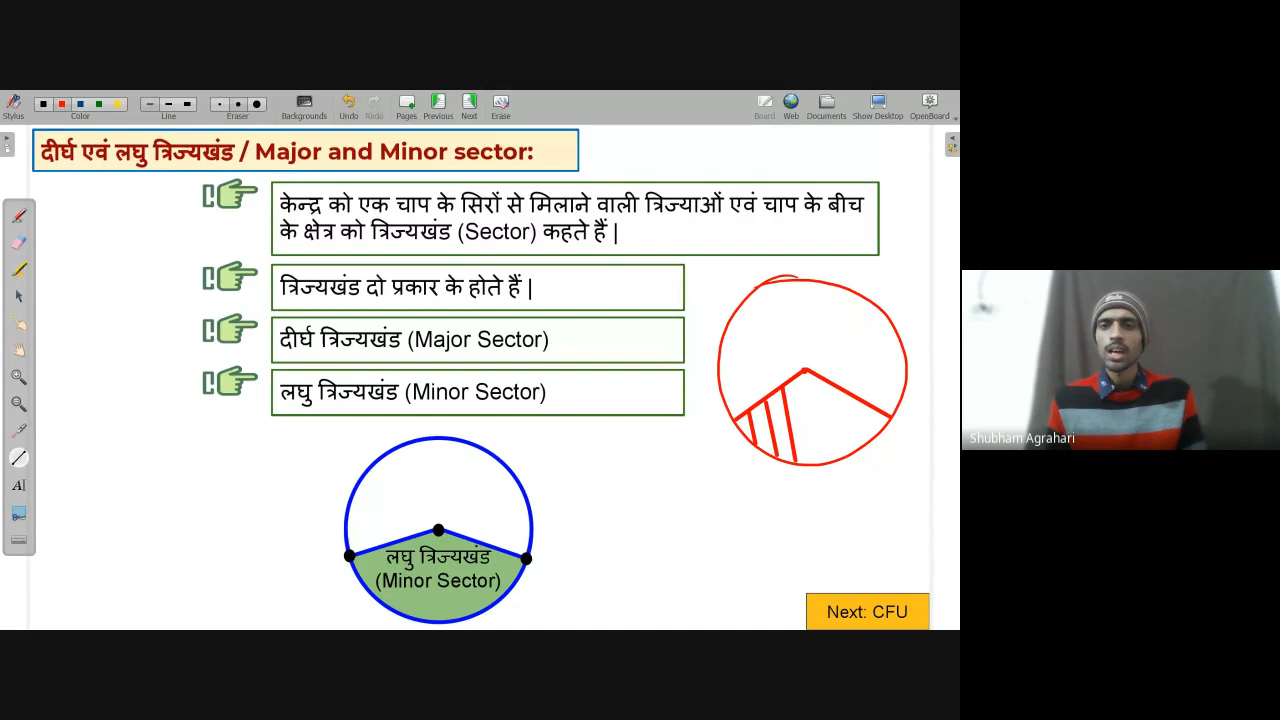 Stylus
Color
Line
Eraser
Backgrounds
Undo
Redo
Pages
Previous
Next
Erase
Board
Web
Documents
Show Desktop
OpenBoard
दीर्घ एवं लघु त्रिज्यखंड / Major and Minor sector:
केन्द्र को एक चाप के सिरों से मिलाने वाली त्रिज्याओं एवं चाप के बीच
के क्षेत्र को त्रिज्यखंड (Sector) कहते हैं |
त्रिज्यखंड दो प्रकार के होते हैं |
दीर्घ त्रिज्यखंड (Major Sector)
लघु त्रिज्यखंड (Minor Sector)
Shubham Agrahari
लघु त्रिज्यखंड
(Minor Sector)
Next: CFU